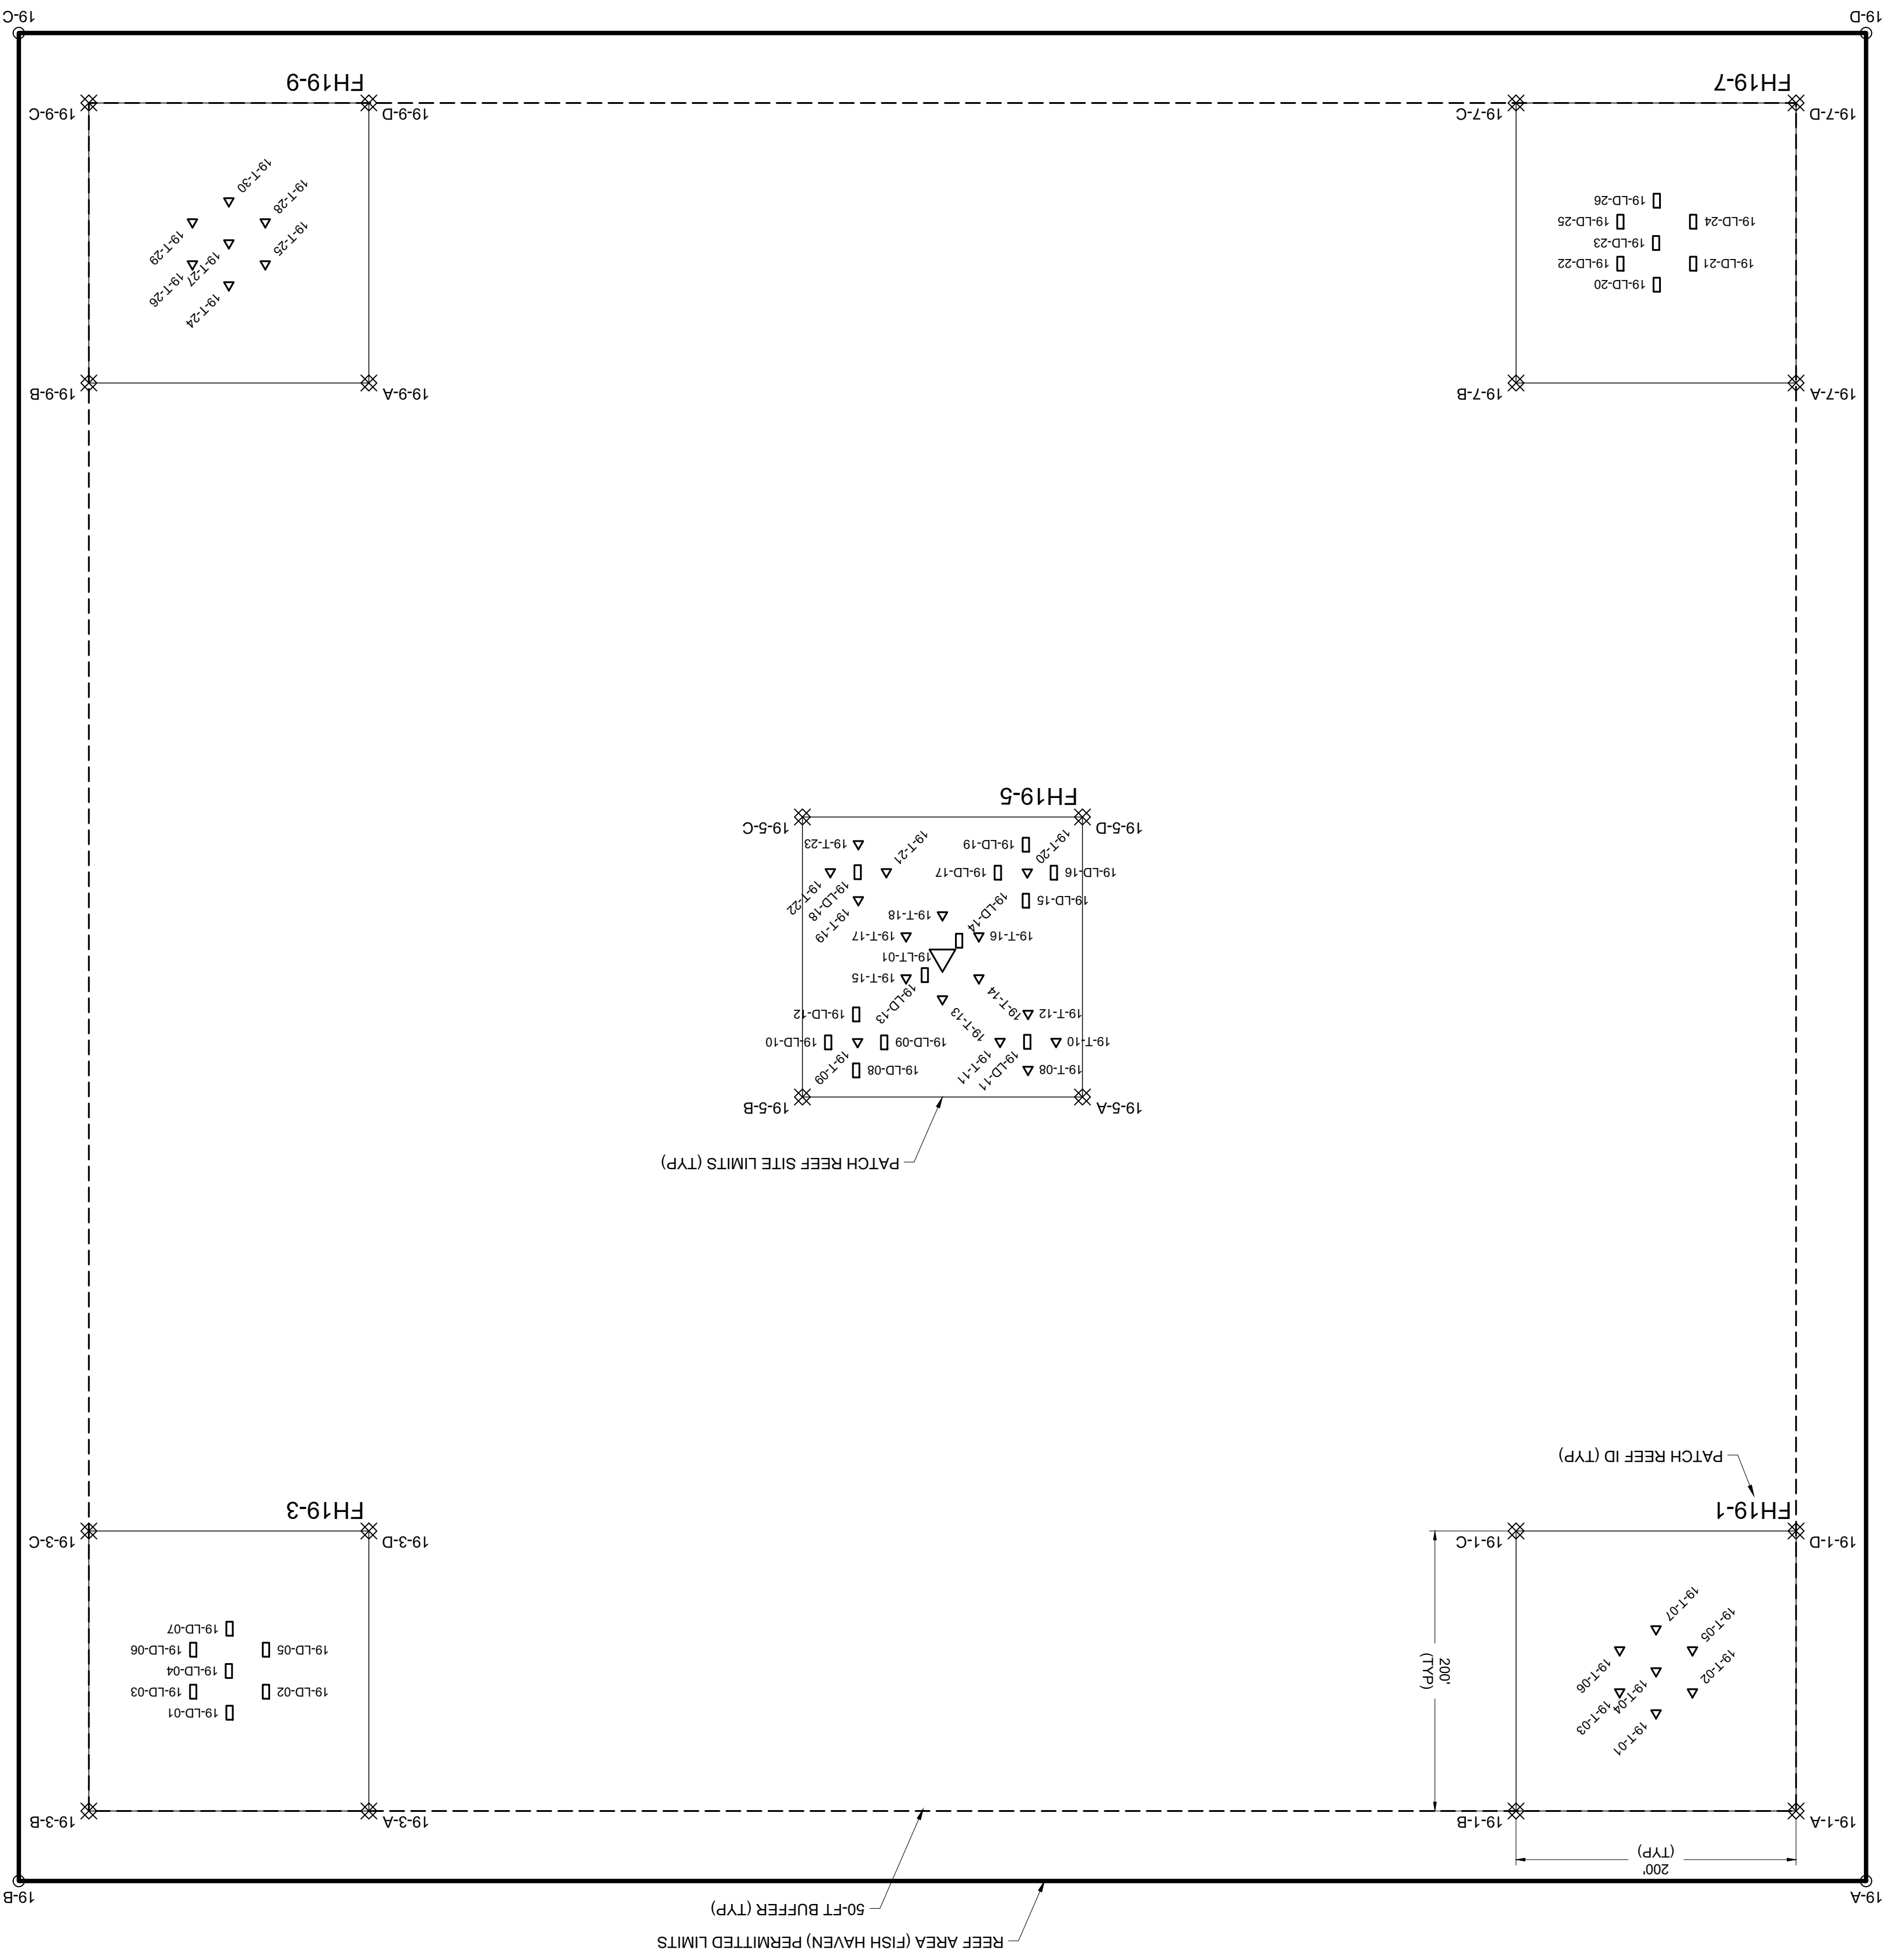 REEF AREA (FISH HAVEN) PERMITTED LIMITS
50-FT BUFFER (TYP)
19-A
19-B
200'
(TYP)
19-1-A
19-1-B
19-3-A
19-3-B
19-T-01
19-T-02
19-T-03
19-T-04
19-T-05
19-T-06
19-T-07
200'
(TYP)
19-LD-01
19-LD-02
19-LD-03
19-LD-04
19-LD-05
19-LD-06
19-LD-07
19-1-D
19-1-C
19-3-D
19-3-C
FH19-1
FH19-3
PATCH REEF ID (TYP)
PATCH REEF SITE LIMITS (TYP)
19-5-A
19-5-B
19-T-08
19-LD-08
19-T-09
19-T-10
19-LD-11
19-T-11
19-LD-09
19-LD-10
19-T-12
19-LD-12
19-T-13
19-T-14
19-LD-13
19-T-15
19-LT-01
19-T-16
19-T-17
19-LD-14
19-T-18
19-LD-15
19-T-19
19-LD-16
19-T-20
19-LD-17
19-T-21
19-LD-18
19-T-22
19-LD-19
19-T-23
19-5-D
19-5-C
FH19-5
19-7-A
19-7-B
19-9-A
19-9-B
19-LD-20
19-LD-21
19-LD-22
19-LD-23
19-LD-24
19-LD-25
19-LD-26
19-T-24
19-T-25
19-T-26
19-T-27
19-T-28
19-T-29
19-T-30
19-7-D
19-7-C
19-9-D
19-9-C
FH19-7
FH19-9
19-D
19-C